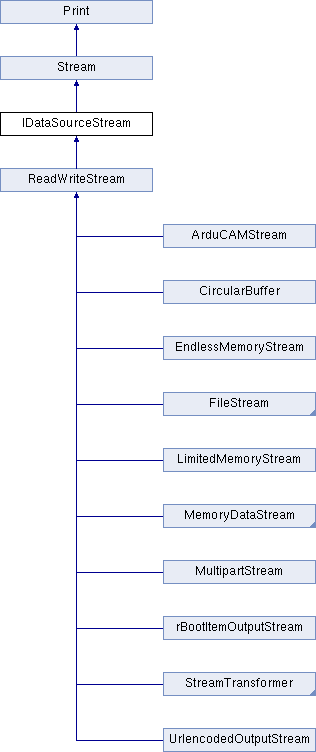 Print
Stream
IDataSourceStream
ReadWriteStream
ArduCAMStream
CircularBuffer
EndlessMemoryStream
FileStream
LimitedMemoryStream
MemoryDataStream
MultipartStream
rBootItemOutputStream
StreamTransformer
UrlencodedOutputStream